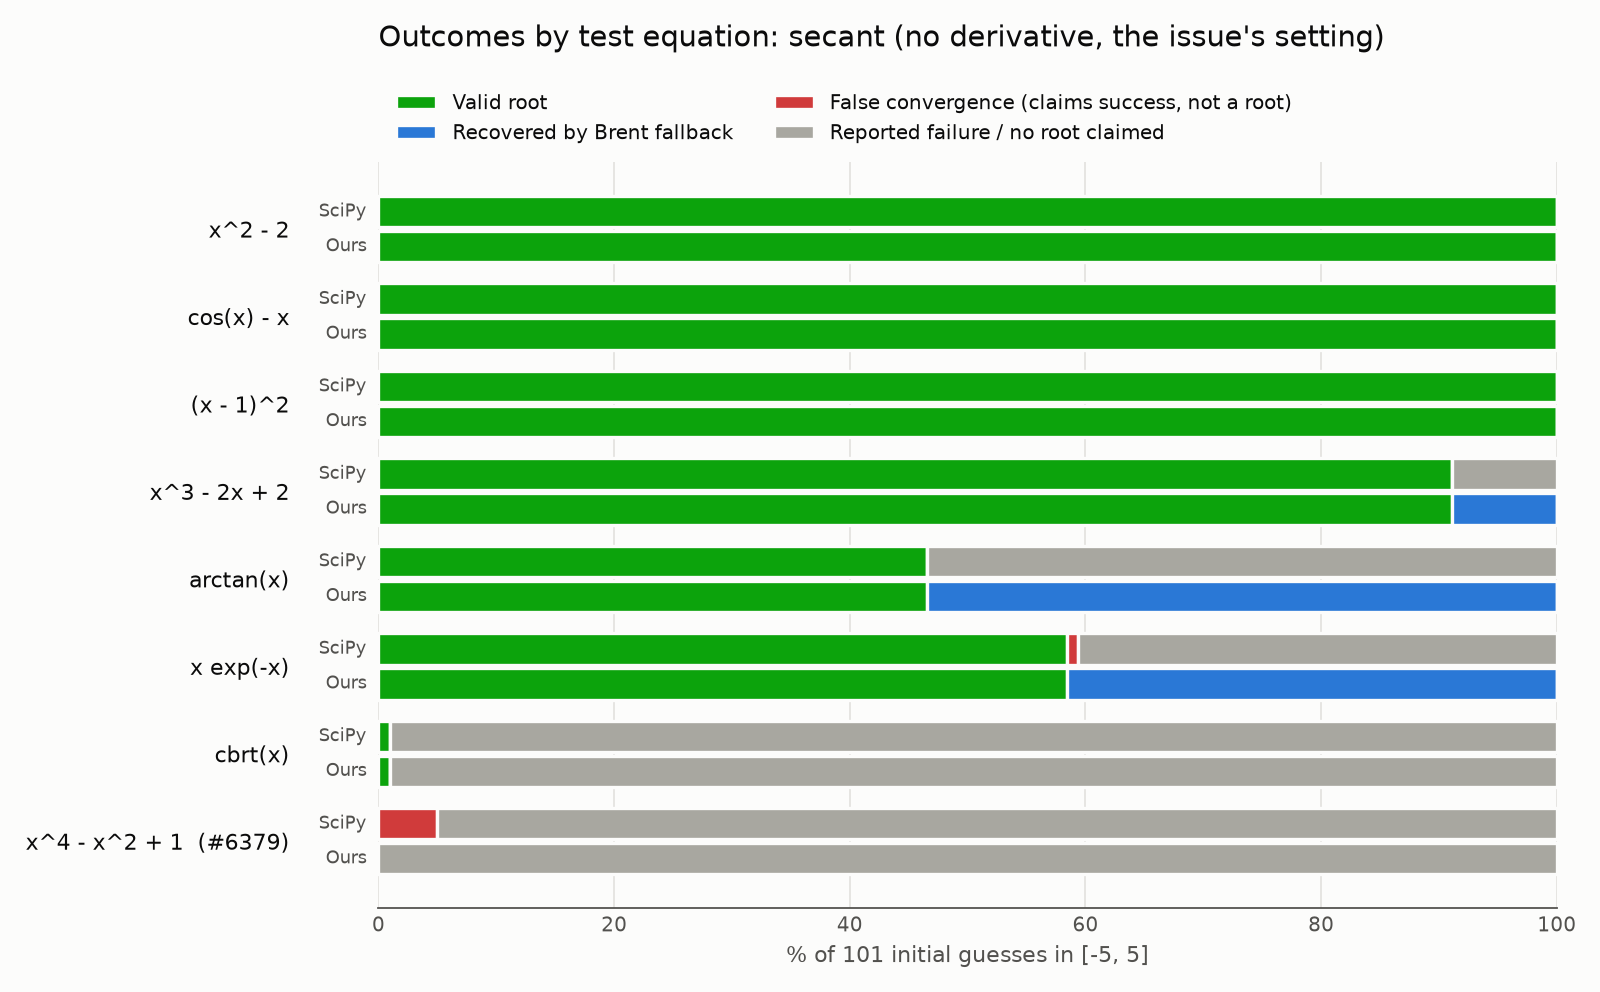 Outcomes by test equation: secant (no derivative, the issue's setting)
Valid root
False convergence (claims success, not a root)
Recovered by Brent fallback
Reported failure / no root claimed
x^2 - 2
SciPy
Ours
cos(x) - x
SciPy
Ours
(x - 1)^2
SciPy
Ours
x^3 - 2x + 2
SciPy
Ours
arctan(x)
SciPy
Ours
x exp(-x)
SciPy
Ours
cbrt(x)
SciPy
Ours
x^4 - x^2 + 1  (#6379)
SciPy
Ours
0 20 40 60 80 100
% of 101 initial guesses in [-5, 5]